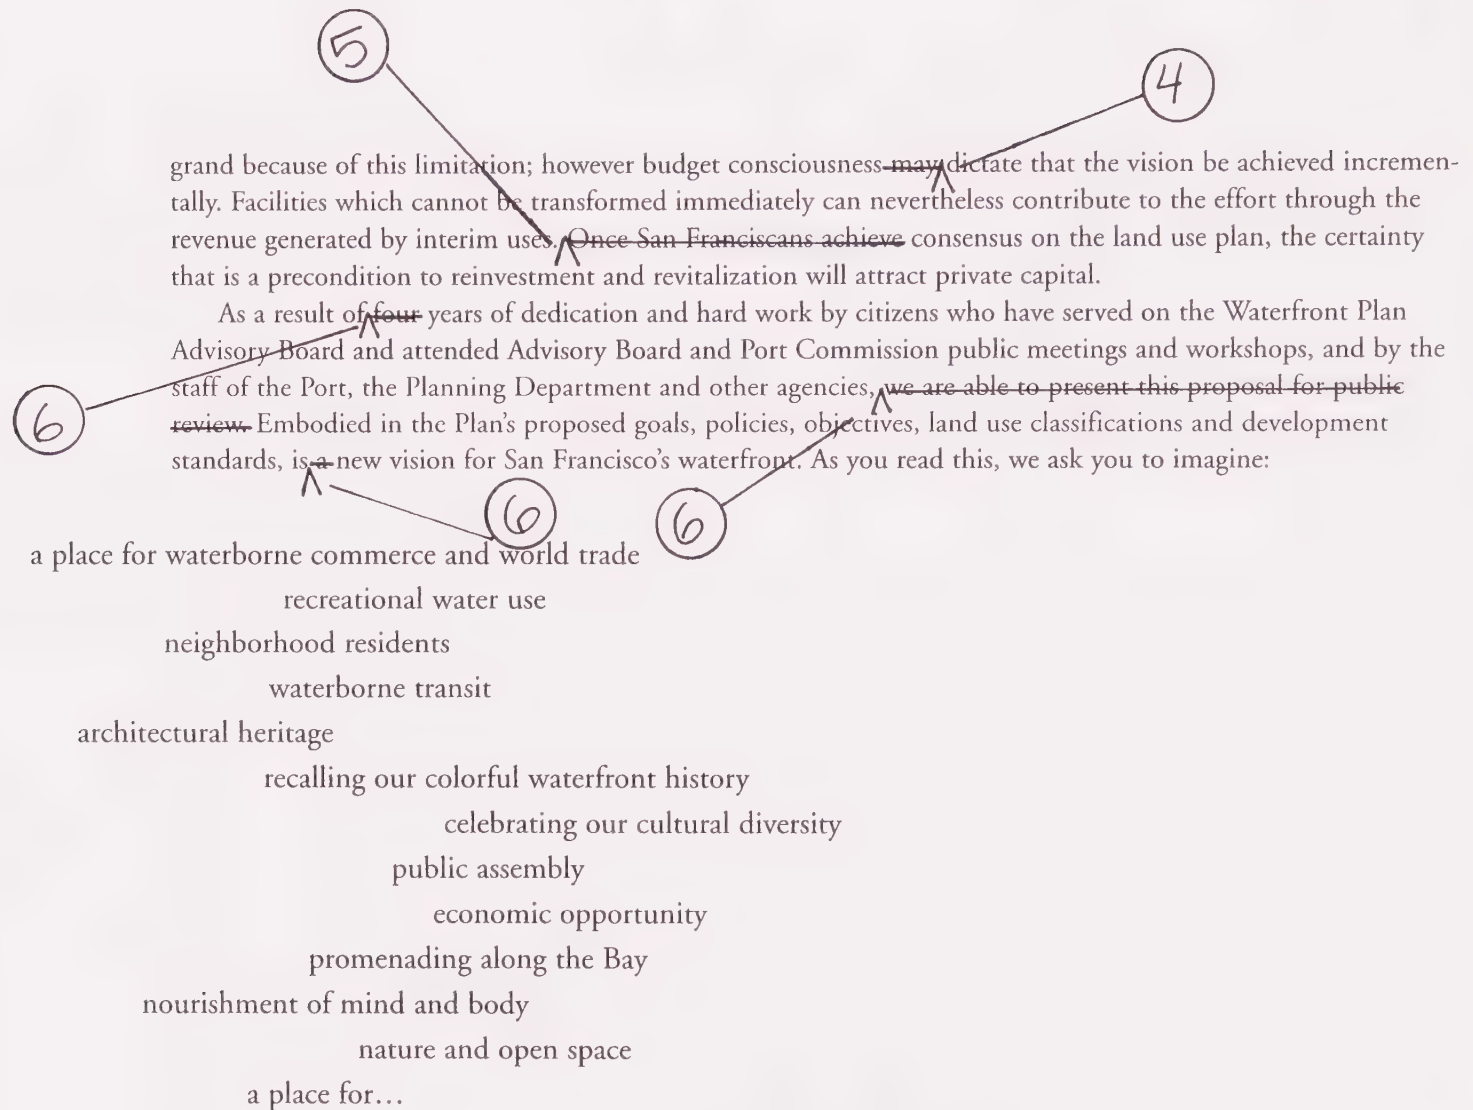 5
4
grand because of this limitation; however budget consciousness may dictate that the vision be achieved incremen-
tally. Facilities which cannot be transformed immediately can nevertheless contribute to the effort through the
revenue generated by interim uses. Once San Franciscans achieve consensus on the land use plan, the certainty
that is a precondition to reinvestment and revitalization will attract private capital.
As a result of four years of dedication and hard work by citizens who have served on the Waterfront Plan
Advisory Board and attended Advisory Board and Port Commission public meetings and workshops, and by the
staff of the Port, the Planning Department and other agencies, we are able to present this proposal for public
6
review. Embodied in the Plan's proposed goals, policies, objectives, land use classifications and development
standards, is a new vision for San Francisco's waterfront. As you read this, we ask you to imagine:
6
6
a place for waterborne commerce and world trade
recreational water use
neighborhood residents
waterborne transit
architectural heritage
recalling our colorful waterfront history
celebrating our cultural diversity
public assembly
economic opportunity
promenading along the Bay
nourishment of mind and body
nature and open space
a place for...